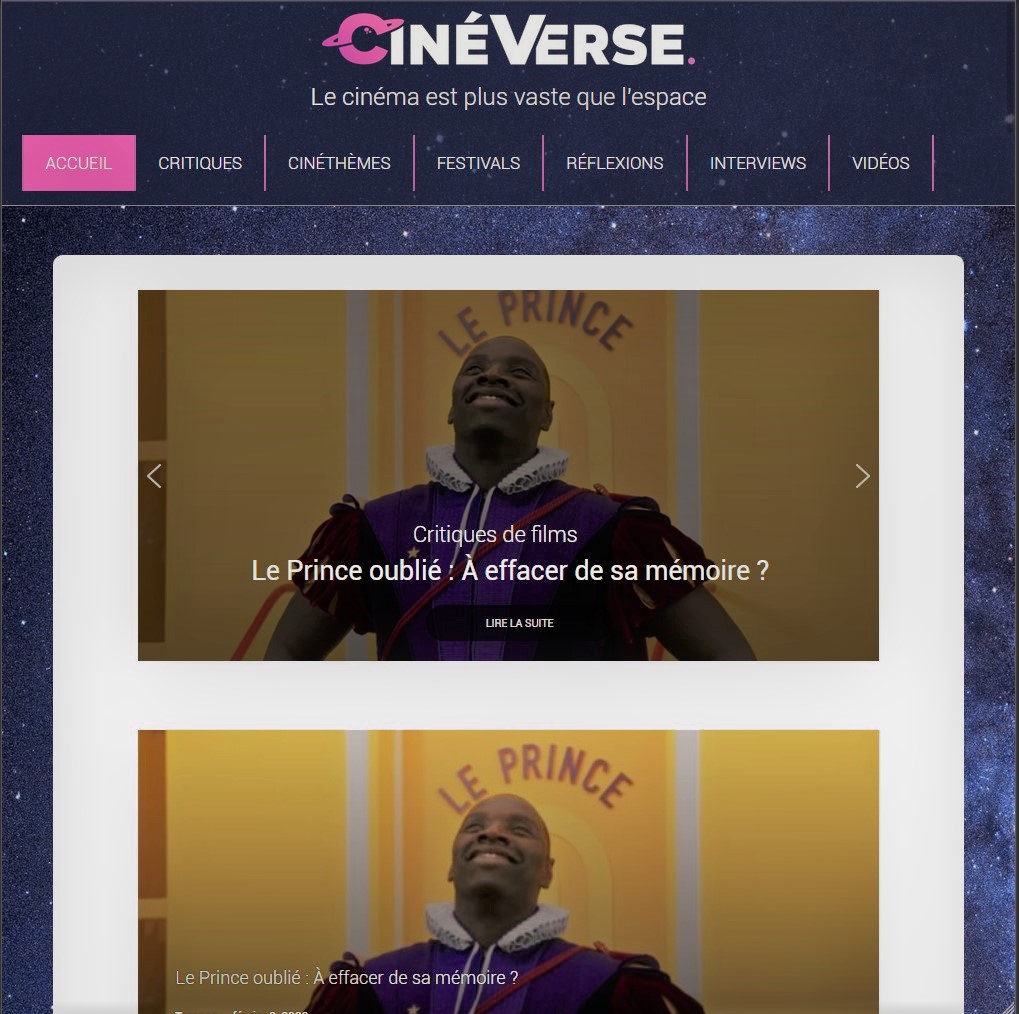 CINÉVERSE.
Le cinéma est plus vaste que l'espace
ACCUEIL
CRITIQUES
CINÉTHÈMES
FESTIVALS
RÉFLEXIONS
INTERVIEWS
VIDÉOS
LE PRINCE
Critiques de films
Le Prince oublié : À effacer de sa mémoire ?
LIRE LA SUITE
LE PRINCE
Le Prince oublié : À effacer de sa mémoire ?